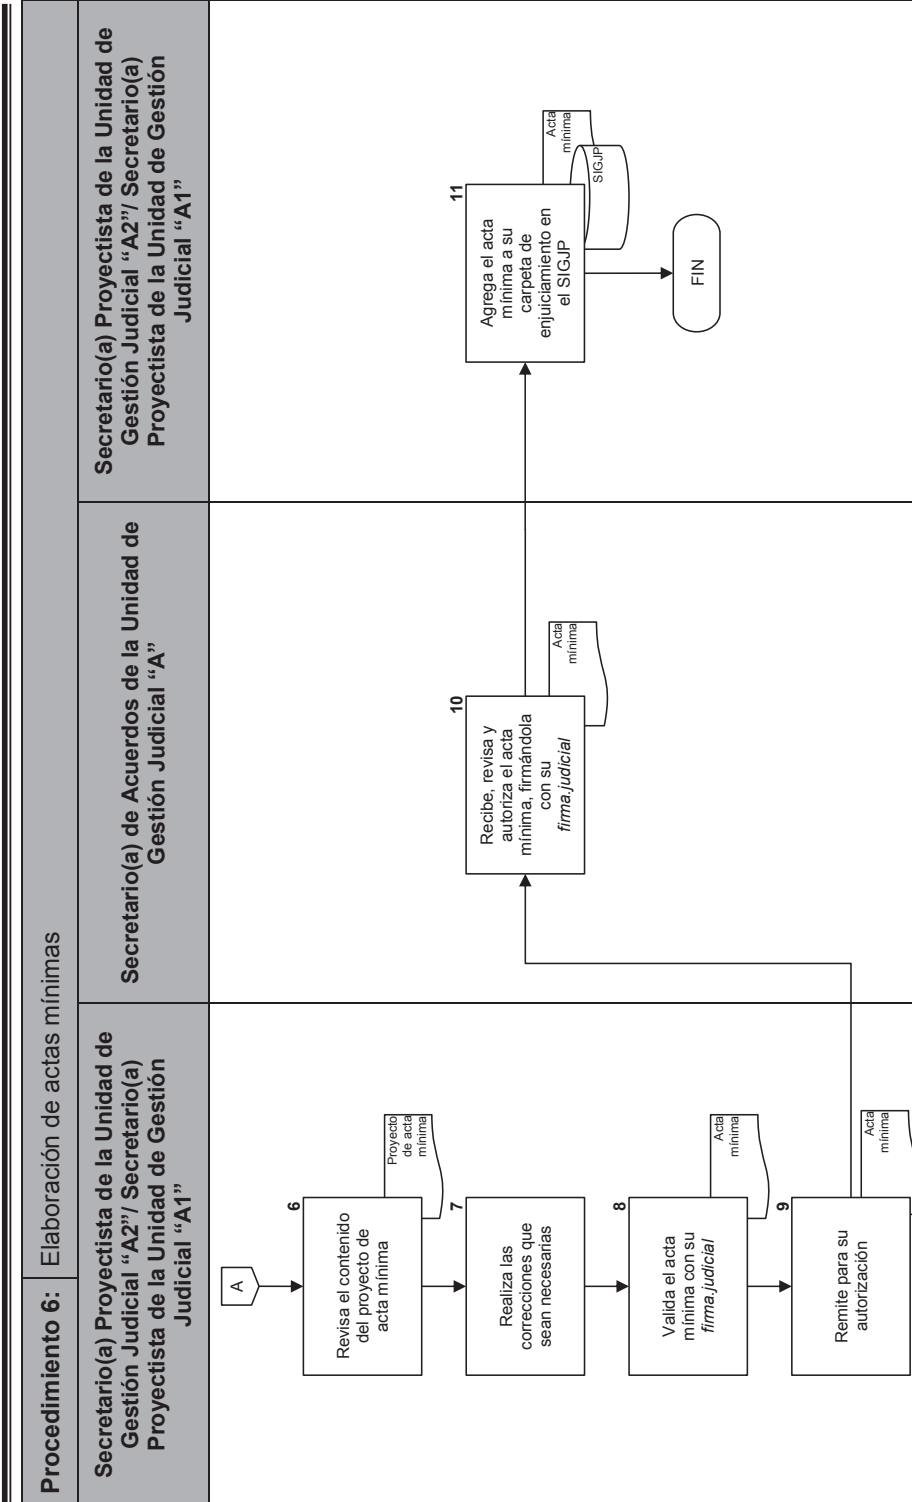 Procedimiento 6: Elaboración de actas mínimas
Secretario(a) Proyectista de la Unidad de
Gestión Judicial “A2”/ Secretario(a)
Proyectista de la Unidad de Gestión
Judicial “A1”
Secretario(a) de Acuerdos de la Unidad de
Gestión Judicial “A”
Secretario(a) Proyectista de la Unidad de
Gestión Judicial “A2”/ Secretario(a)
Proyectista de la Unidad de Gestión
Judicial “A1”
A
6
Revisa el contenido
del proyecto de
acta mínima
Proyecto
de acta
mínima
7
Realiza las
correcciones que
sean necesarias
8
Valida el acta
mínima con su
firma.judicial
Acta
mínima
9
Remite para su
autorización
Acta
mínima
10
Recibe, revisa y
autoriza el acta
mínima, firmándola
con su
firma.judicial
Acta
mínima
11
Agrega el acta
mínima a su
carpeta de
enjuiciamiento en
el SIGJP
Acta
mínima
SIGJP
FIN